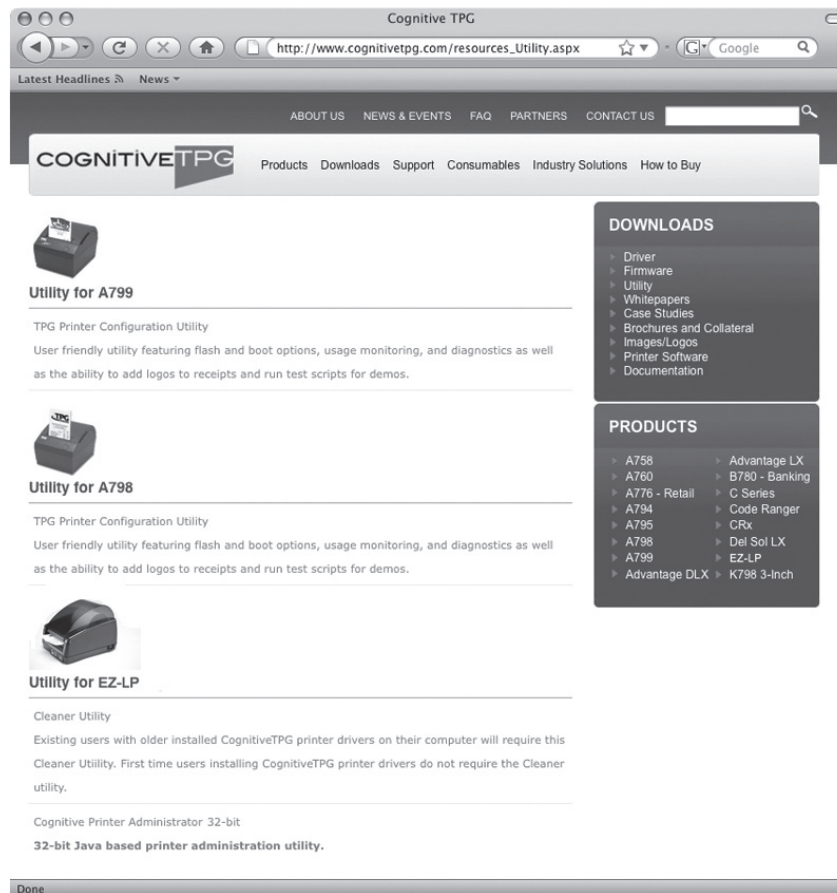 Cognitive TPG
http://www.cognitivetpg.com/resources_Utility.aspx
G
Google
Latest Headlines
News
ABOUT US NEWS & EVENTS FAQ PARTNERS CONTACT US
COGNiTiVETPG
Products Downloads Support Consumables Industry Solutions How to Buy
Utility for A799
TPG Printer Configuration Utility
User friendly utility featuring flash and boot options, usage monitoring, and diagnostics as well
as the ability to add logos to receipts and run test scripts for demos.
TPG
Utility for A798
TPG Printer Configuration Utility
User friendly utility featuring flash and boot options, usage monitoring, and diagnostics as well
as the ability to add logos to receipts and run test scripts for demos.
Utility for EZ-LP
Cleaner Utility
Existing users with older installed CognitiveTPG printer drivers on their computer will require this
Cleaner Utiility. First time users installing CognitiveTPG printer drivers do not require the Cleaner
utility.
Cognitive Printer Administrator 32-bit
32-bit Java based printer administration utility.
DOWNLOADS
Driver
Firmware
Utility
Whitepapers
Case Studies
Brochures and Collateral
Images/Logos
Printer Software
Documentation
PRODUCTS
A758
A760
A776 - Retail
A794
A795
A798
A799
Advantage DLX
Advantage LX
B780 - Banking
C Series
Code Ranger
CRx
Del Sol LX
EZ-LP
K798 3-Inch
Done